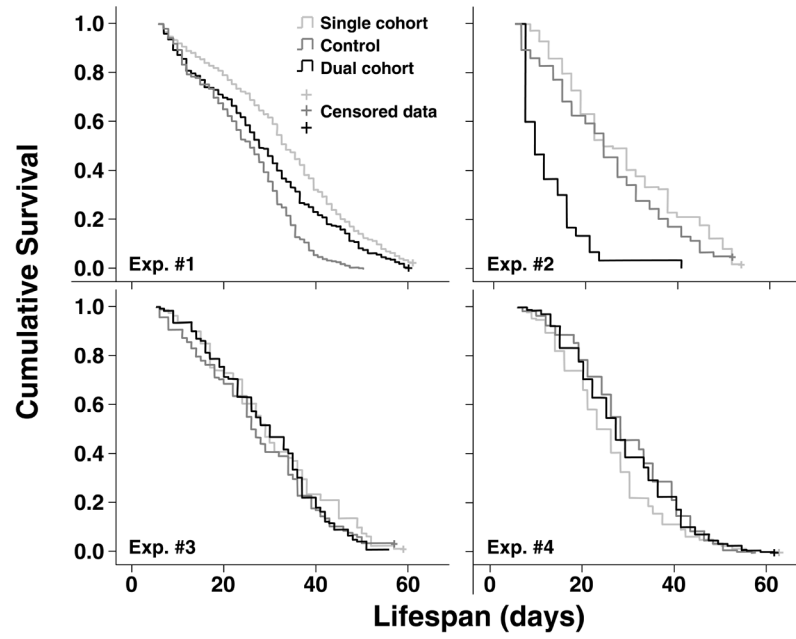 Cumulative Survival
1.0
0.8
0.6
0.4
0.2
0.0
Single cohort
Control
Dual cohort
Censored data
Exp. #1
Exp. #2
1.0
0.8
0.6
0.4
0.2
0.0
Exp. #3
Exp. #4
0 20 40 60 0 20 40 60
Lifespan (days)